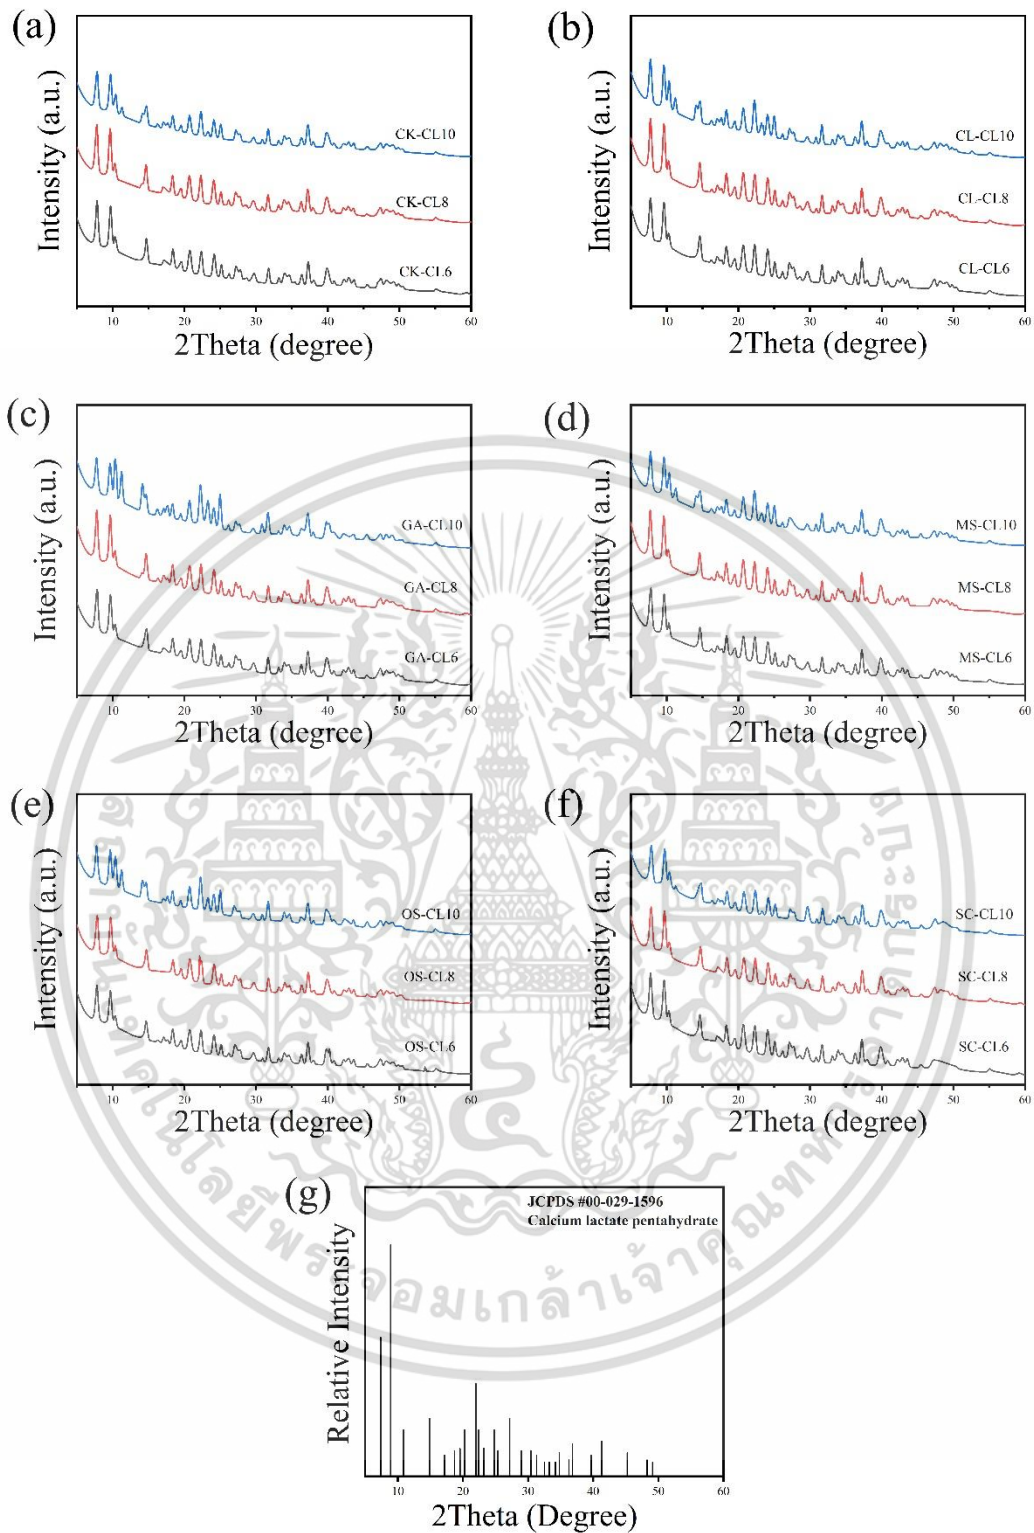 (a)
(b)
Intensity (a.u.)
CK-CL10
CK-CL8
CK-CL6
10 20 30 40 50 60
2Theta (degree)
Intensity (a.u.)
CL-CL10
CL-CL8
CL-CL6
10 20 30 40 50 60
2Theta (degree)
(c)
(d)
Intensity (a.u.)
GA-CL10
GA-CL8
GA-CL6
10 20 30 40 50 60
2Theta (degree)
Intensity (a.u.)
MS-CL10
MS-CL8
MS-CL6
10 20 30 40 50 60
2Theta (degree)
(e)
(f)
Intensity (a.u.)
OS-CL10
OS-CL8
OS-CL6
10 20 30 40 50 60
2Theta (degree)
Intensity (a.u.)
SC-CL10
SC-CL8
SC-CL6
10 20 30 40 50 60
2Theta (degree)
(g)
JCPDS #00-029-1596
Calcium lactate pentahydrate
Relative Intensity
10 20 30 40 50 60
2Theta (Degree)